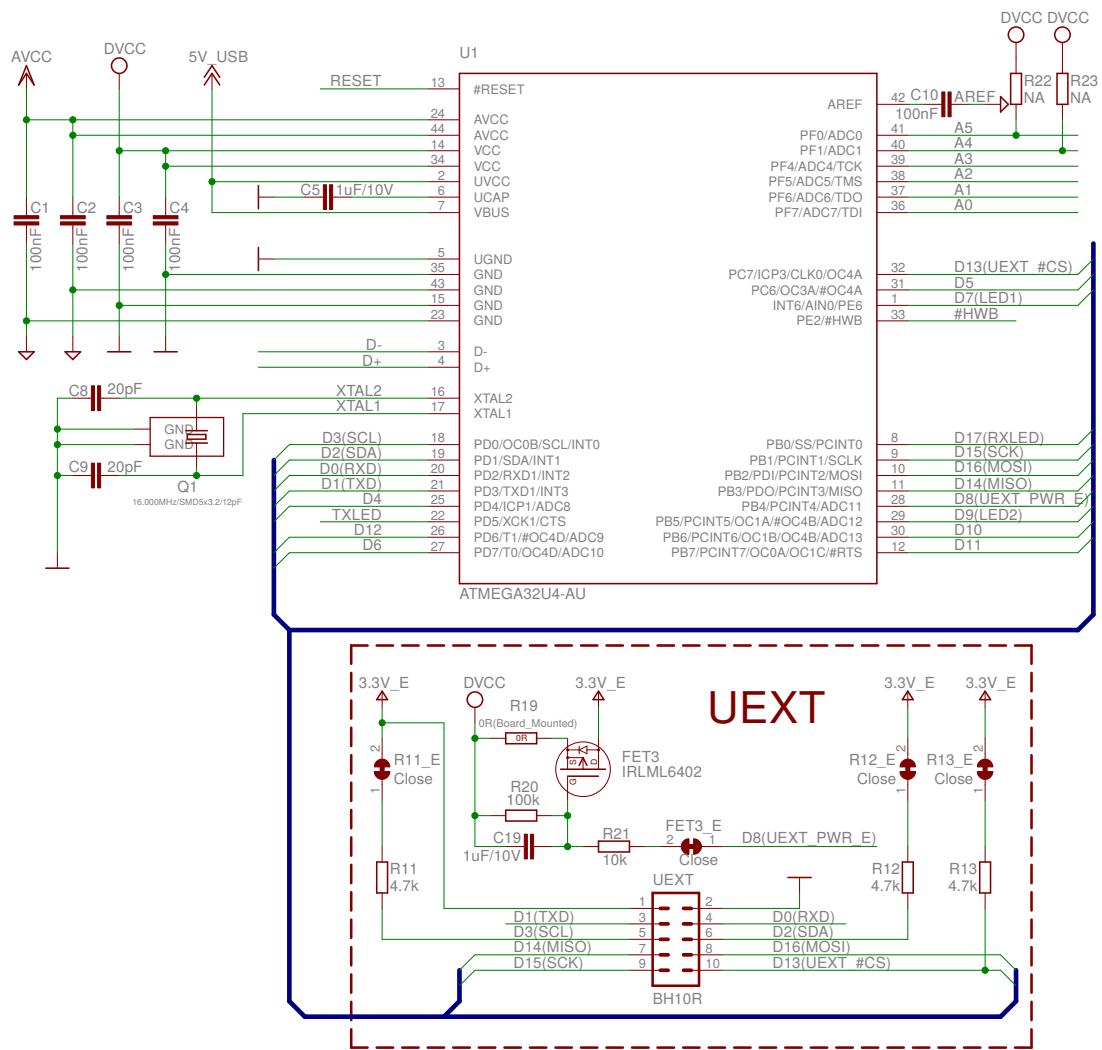 DVCC DVCC
AVCC
DVCC
5V_USB
U1
R22
NA
R23
NA
RESET 13 #RESET
AREF 42 C10 AREF
100nF
24 AVCC
44 AVCC
14 VCC
34 VCC
2 UVCC
C5 1uF/10V 6 UCAP
7 VBUS
PF0/ADC0 41 A5
PF1/ADC1 40 A4
PF4/ADC4/TCK 39 A3
PF5/ADC5/TMS 38 A2
PF6/ADC6/TDO 37 A1
PF7/ADC7/TDI 36 A0
C1 C2 C3 C4
100nF 100nF 100nF 100nF
5 UGND
35 GND
43 GND
15 GND
23 GND
PC7/ICP3/CLK0/OC4A 32 D13(UEXT_#CS)
PC6/OC3A/#OC4A 31 D5
INT6/AIN0/PE6 1 D7(LED1)
PE2/#HWB 33 #HWB
D- 3 D-
D+ 4 D+
C8 20pF
XTAL2 16 XTAL2
XTAL1 17 XTAL1
GND
GND
C9 20pF
Q1
16.000MHz/SMD5x3.2/12pF
D3(SCL) 18 PD0/OC0B/SCL/INT0
D2(SDA) 19 PD1/SDA/INT1
D0(RXD) 20 PD2/RXD1/INT2
D1(TXD) 21 PD3/TXD1/INT3
D4 25 PD4/ICP1/ADC8
TXLED 22 PD5/XCK1/CTS
D12 26 PD6/T1/#OC4D/ADC9
D6 27 PD7/T0/OC4D/ADC10
PB0/SS/PCINT0 8 D17(RXLED)
PB1/PCINT1/SCLK 9 D15(SCK)
PB2/PDI/PCINT2/MOSI 10 D16(MOSI)
PB3/PDO/PCINT3/MISO 11 D14(MISO)
PB4/PCINT4/ADC11 28 D8(UEXT_PWR_E)
PB5/PCINT5/OC1A/#OC4B/ADC12 29 D9(LED2)
PB6/PCINT6/OC1B/OC4B/ADC13 30 D10
PB7/PCINT7/OC0A/OC1C/#RTS 12 D11
ATMEGA32U4-AU
3.3V_E DVCC 3.3V_E
UEXT
3.3V_E 3.3V_E
R19
0R(Board_Mounted)
0R
S D
G
FET3
IRLML6402
2 R11_E
Close
1
2 R12_E
Close
1
2 R13_E
Close
1
R20
100k
C19
1uF/10V
R21
10k
FET3_E
2 1
Close
D8(UEXT_PWR_E)
R11
4.7k
R12
4.7k
R13
4.7k
UEXT
1 2
D1(TXD) 3 4 D0(RXD)
D3(SCL) 5 6 D2(SDA)
D14(MISO) 7 8 D16(MOSI)
D15(SCK) 9 10 D13(UEXT_#CS)
BH10R